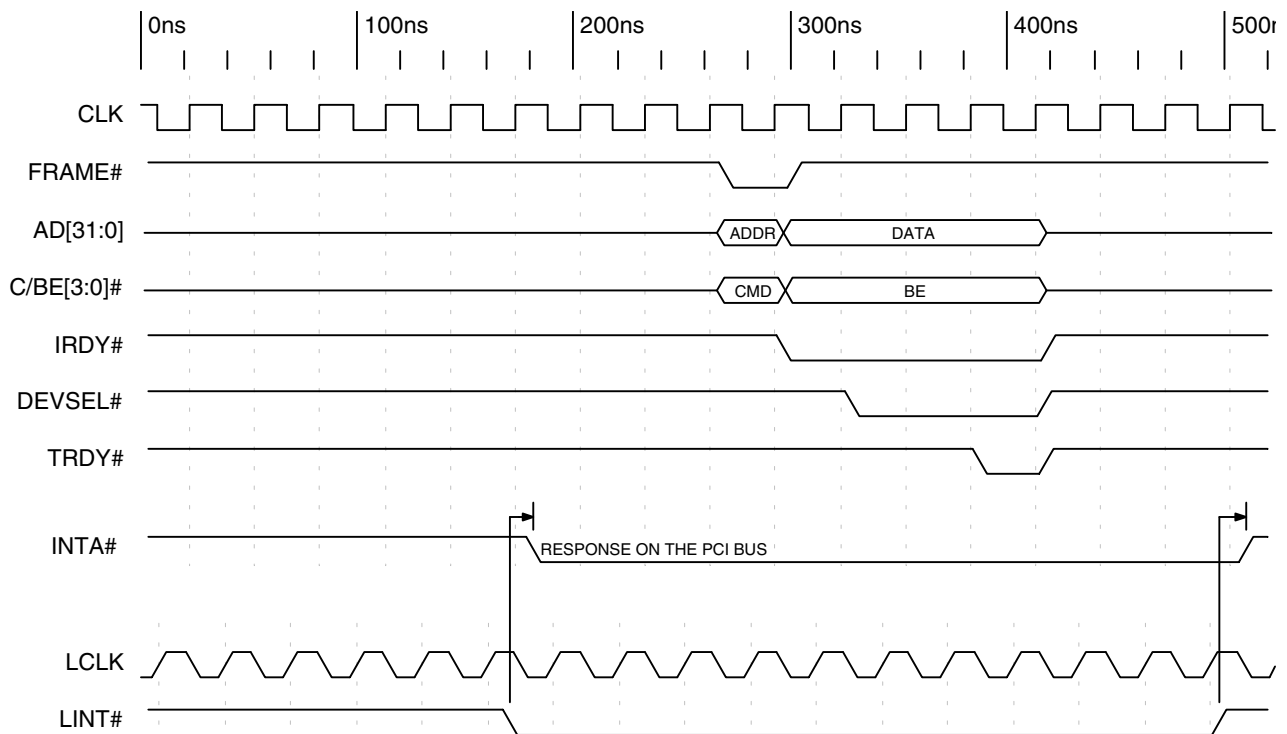 0ns 100ns 200ns 300ns 400ns 500n
CLK
FRAME#
AD[31:0] ADDR DATA
C/BE[3:0]# CMD BE
IRDY#
DEVSEL#
TRDY#
INTA# RESPONSE ON THE PCI BUS
LCLK
LINT#